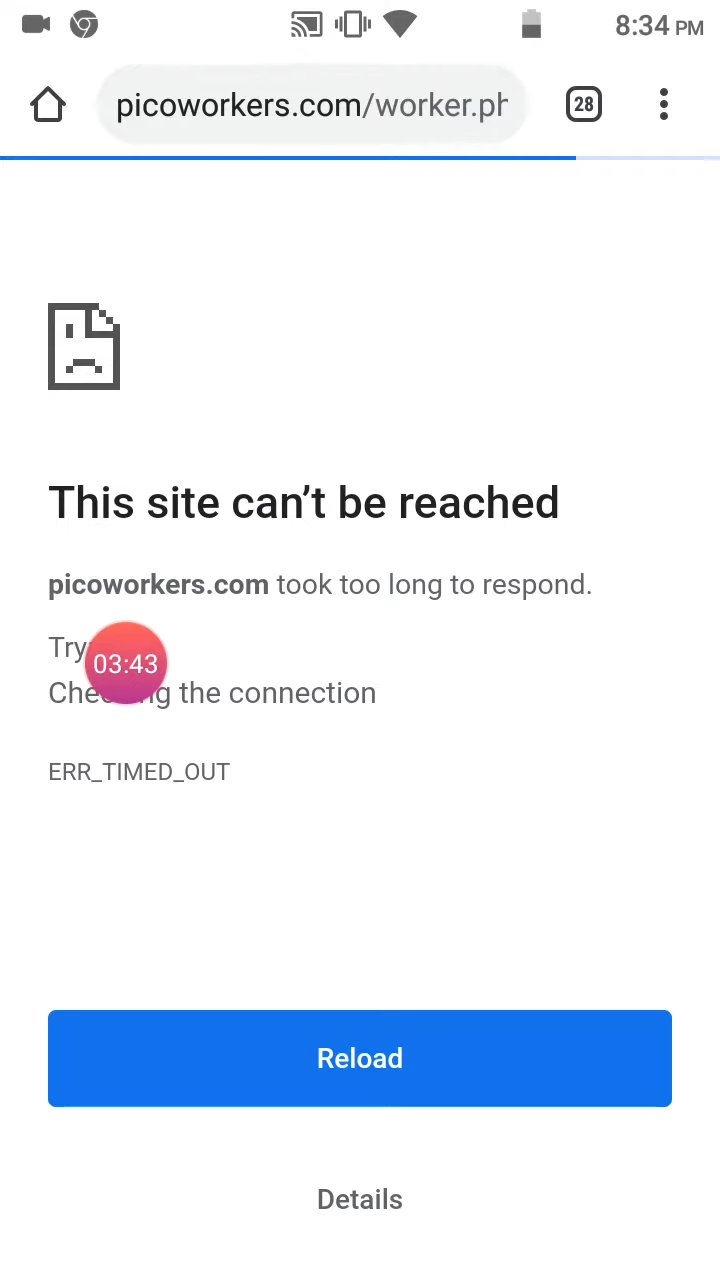 8:34 PM
picoworkers.com/worker.ph
28
This site can’t be reached
picoworkers.com took too long to respond.
Try
03:43
the connection
ERR_TIMED_OUT
Reload
Details